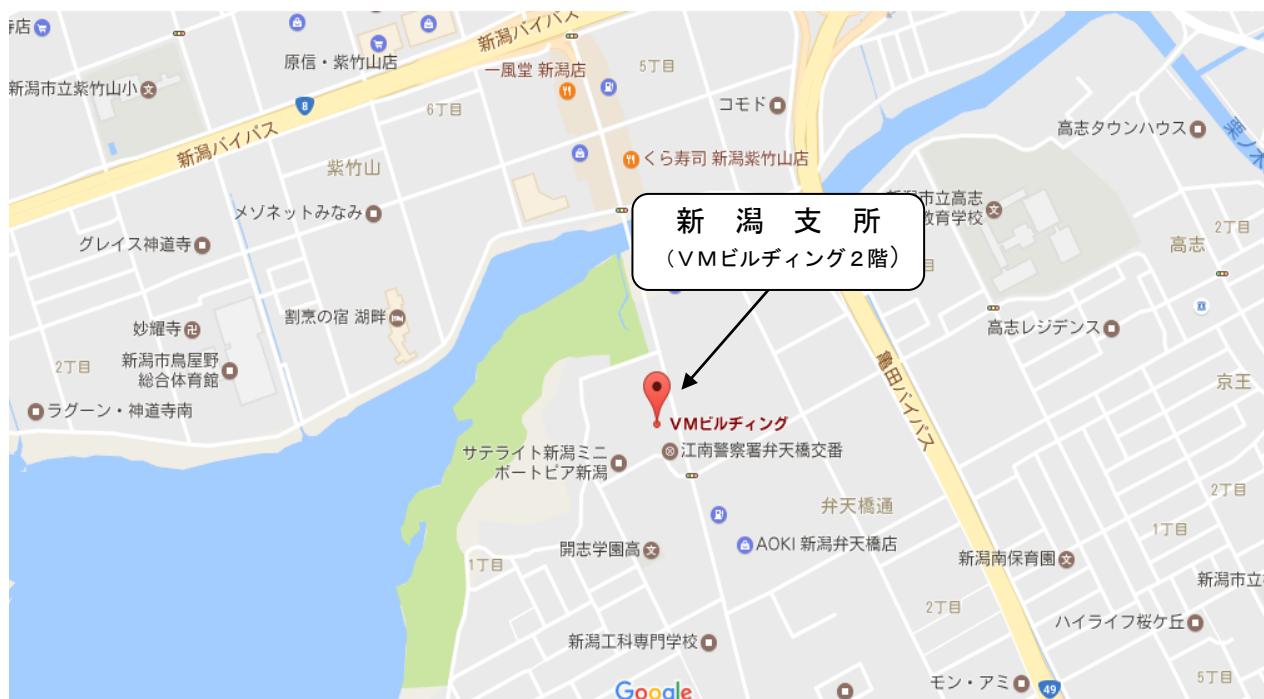 寺店
新潟バイパス
原信・紫竹山店
一風堂 新潟店
5丁目
新潟市立紫竹山小
8
6丁目
コモド
高志タウンハウス
栗ノ木
新潟バイパス
紫竹山
くら寿司 新潟紫竹山店
メゾネットみなみ
新潟支所
(VMビルヂィング2階)
新潟市立高志
教育学校
2丁目
グレイス神道寺
高志
丁目
妙耀寺
割烹の宿 湖畔
高志レジデンス
2丁目
新潟市鳥屋野
総合体育館
亀田バイパス
京王
ラグーン・神道寺南
VMビルヂィング
サテライト新潟ミニ
ボートピア新潟
江南警察署弁天橋交番
2丁目
弁天橋通
1丁目
開志学園高
AOKI 新潟弁天橋店
1丁目
新潟南保育園
新潟市立
2丁目
ハイライフ桜ケ丘
新潟工科専門学校
モン・アミ
49
5丁目
Google